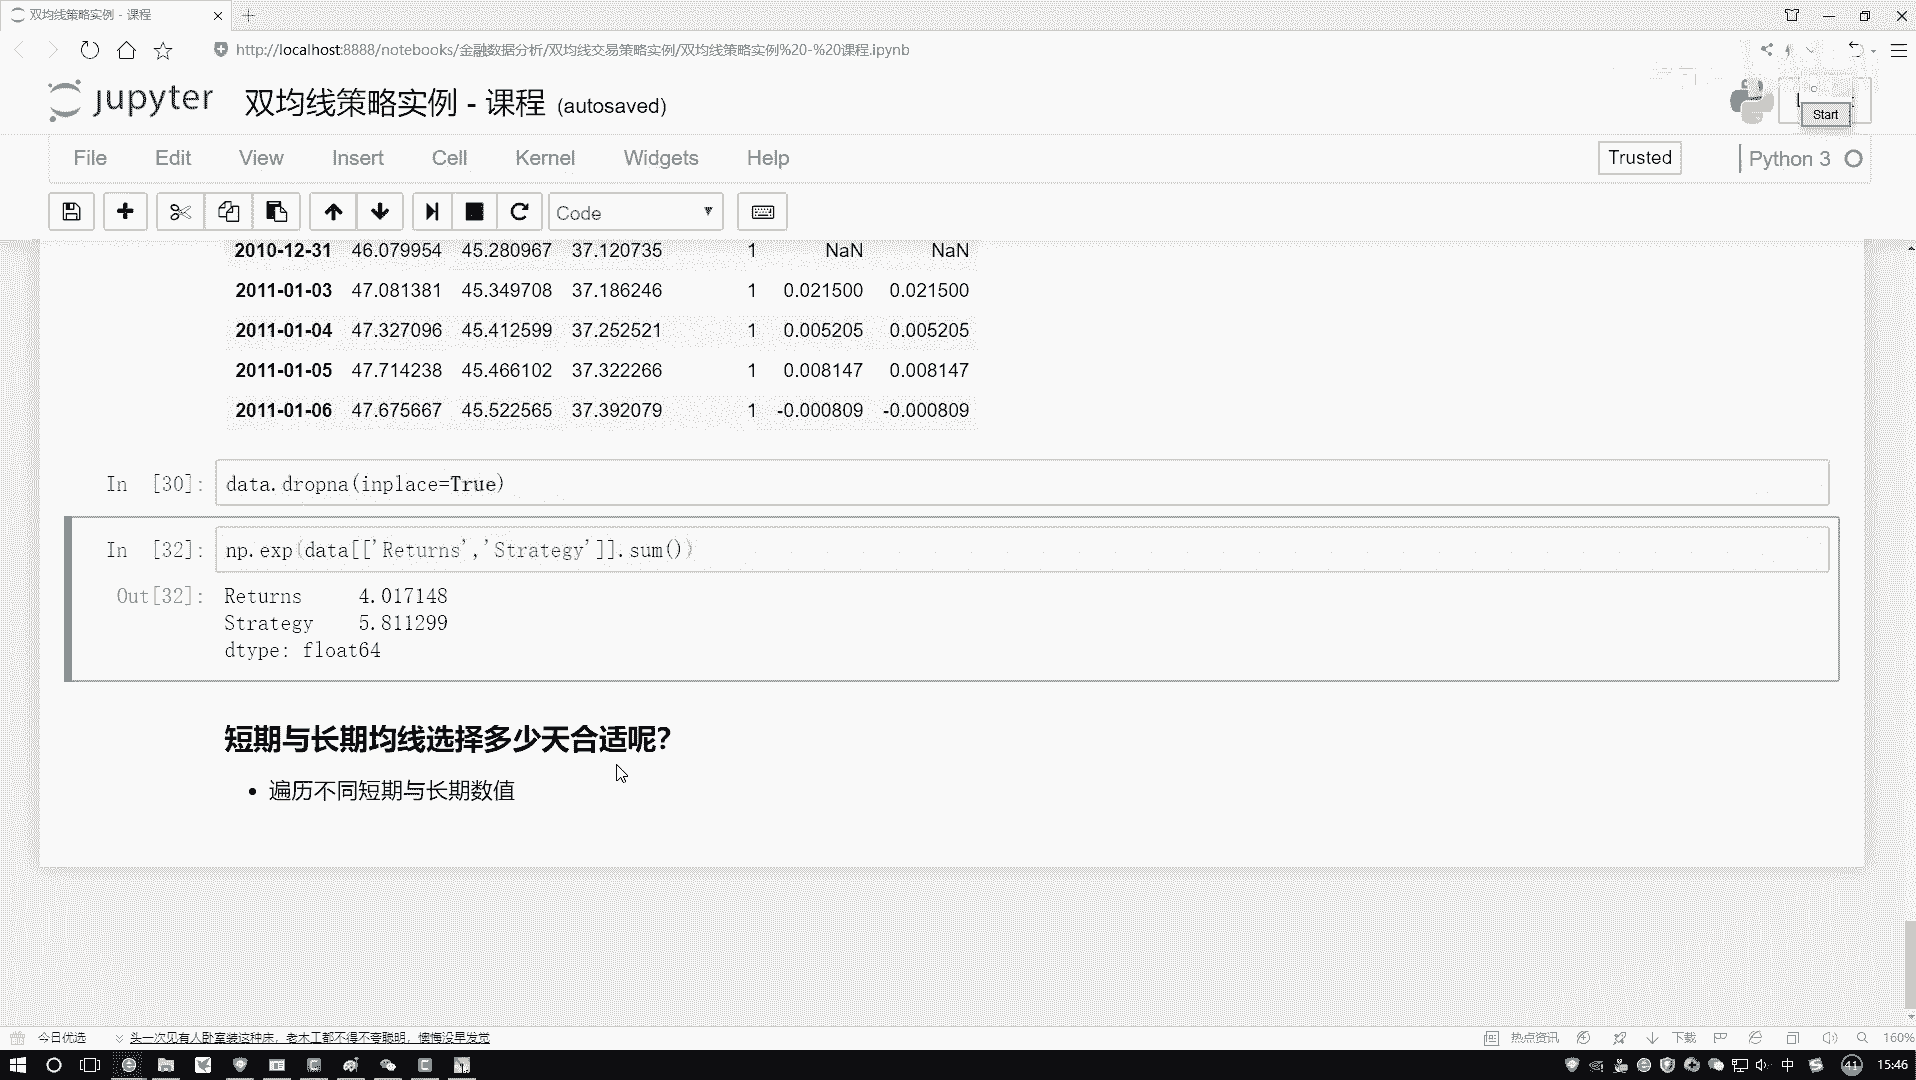 双均线策略实例 - 课程
http://localhost:8888/notebooks/金融数据分析/双均线交易策略实例/双均线策略实例%20-%20课程.ipynb
jupyter 双均线策略实例 - 课程 (autosaved)
Start
File Edit View Insert Cell Kernel Widgets Help Trusted Python 3
Code
2010-12-31 46.079954 45.280967 37.120735 1 NaN NaN
2011-01-03 47.081381 45.349708 37.186246 1 0.021500 0.021500
2011-01-04 47.327096 45.412599 37.252521 1 0.005205 0.005205
2011-01-05 47.714238 45.466102 37.322266 1 0.008147 0.008147
2011-01-06 47.675667 45.522565 37.392079 1 -0.000809 -0.000809
In [30]: data.dropna(inplace=True)
In [32]: np.exp(data[['Returns','Strategy']].sum())
Out[32]: Returns 4.017148
Strategy 5.811299
dtype: float64
短期与长期均线选择多少天合适呢?
• 遍历不同短期与长期数值
今日优选 头一次见有人卧室装这种床，老木工都不得不夸聪明，懊悔没早发觉 热点资讯 下载 160%
中 41 15:46